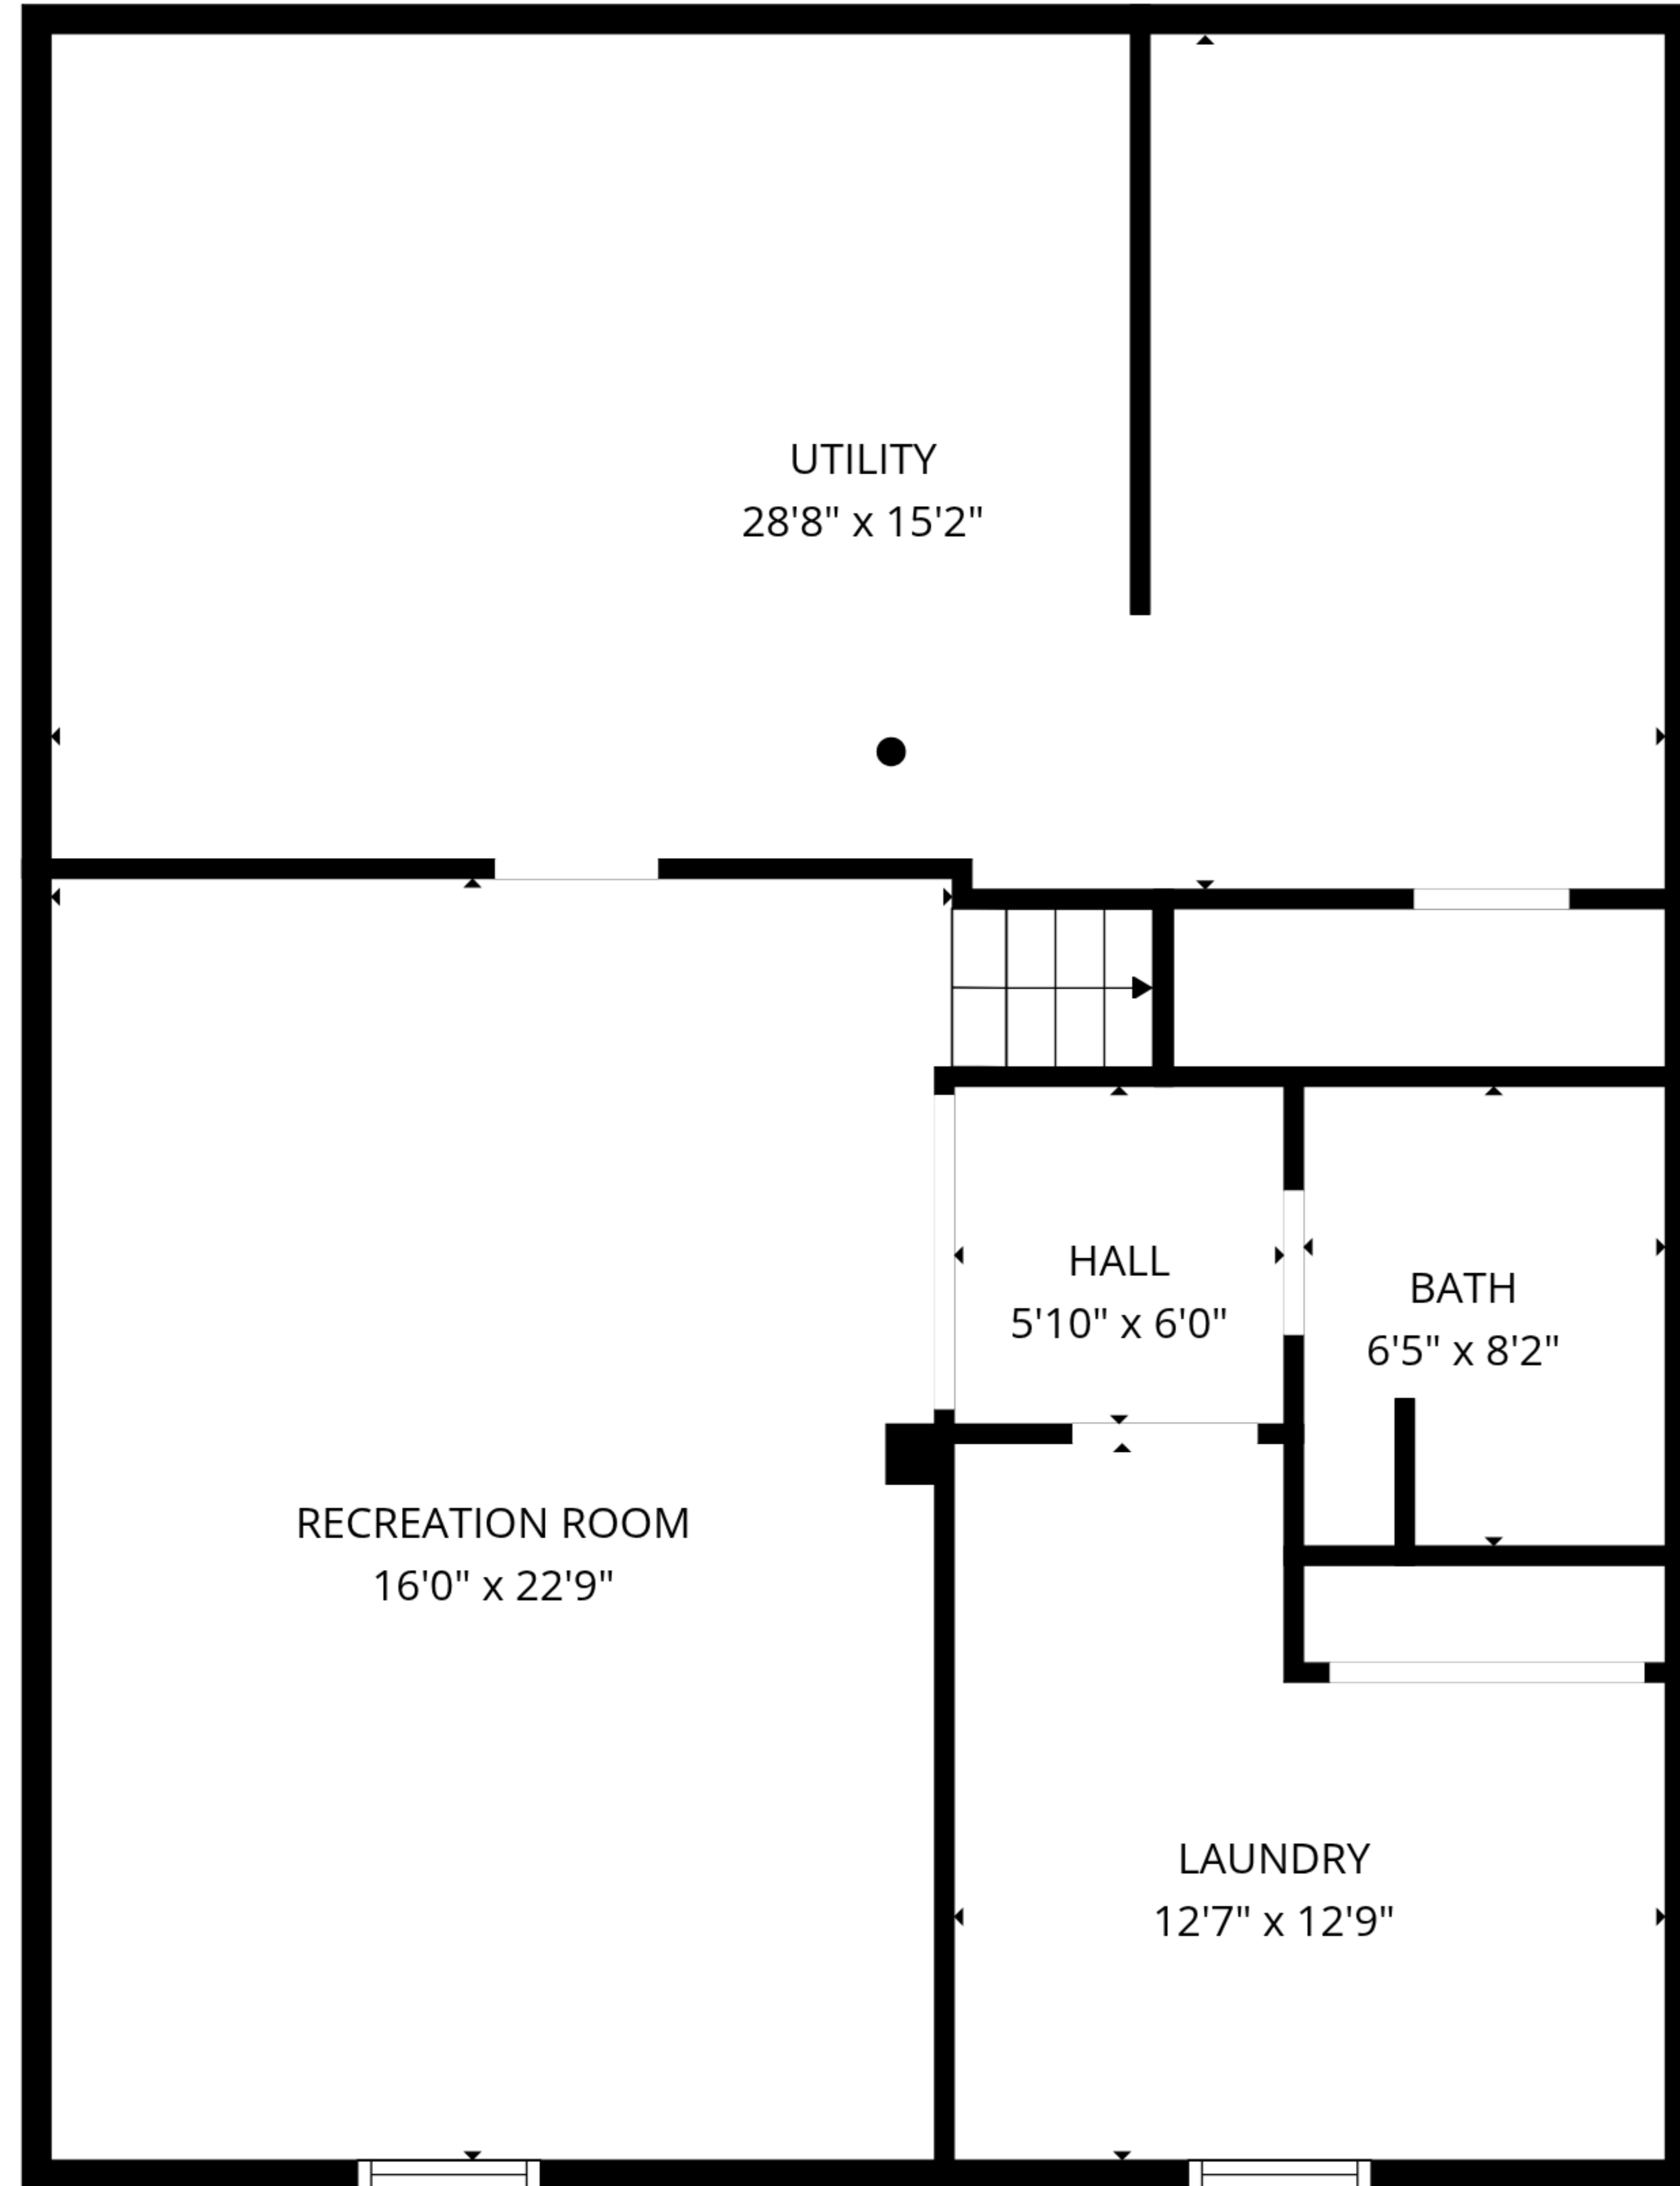 UTILITY
28'8" x 15'2"
HALL
5'10" x 6'0"
BATH
6'5" x 8'2"
RECREATION ROOM
16'0" x 22'9"
LAUNDRY
12'7" x 12'9"